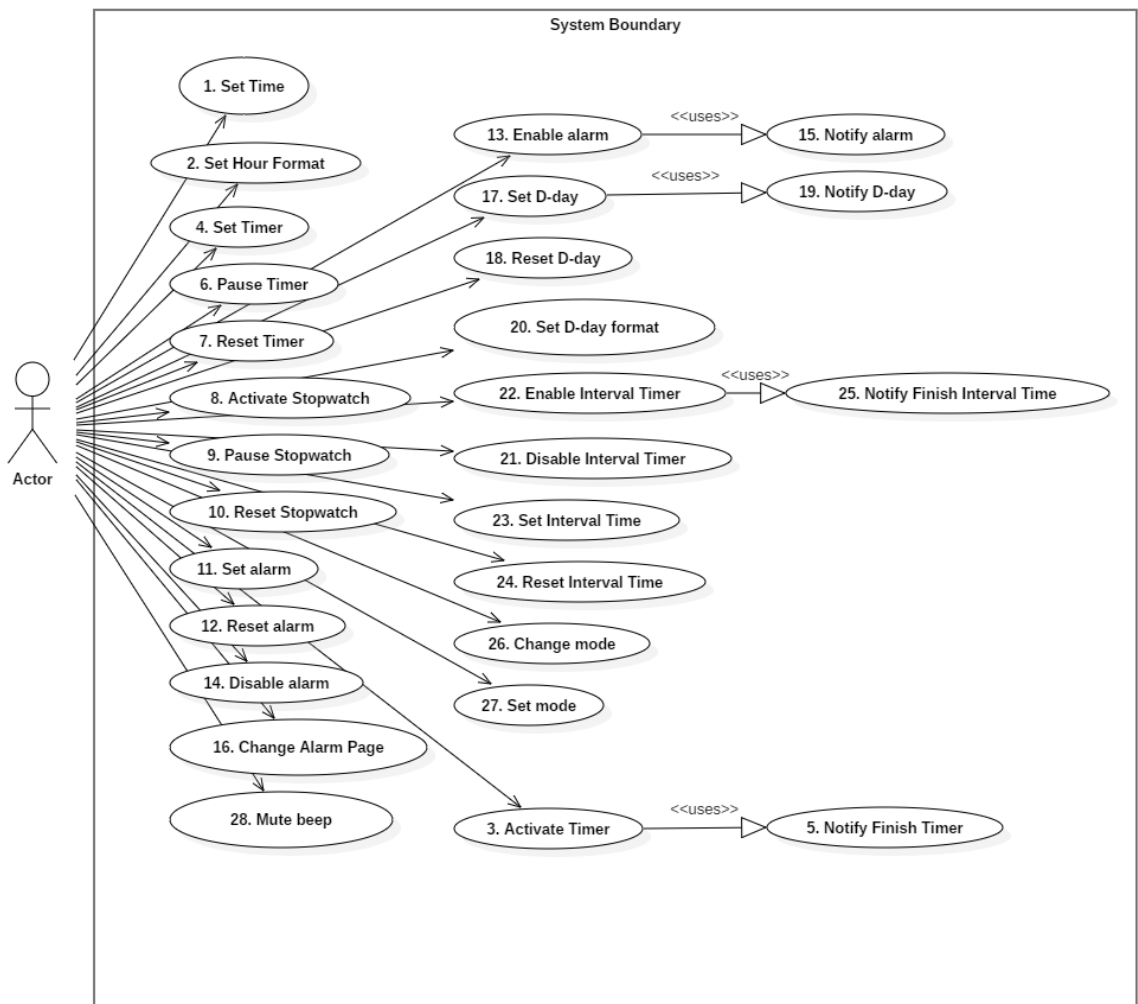 System Boundary
1. Set Time
2. Set Hour Format
4. Set Timer
6. Pause Timer
7. Reset Timer
8. Activate Stopwatch
9. Pause Stopwatch
10. Reset Stopwatch
11. Set alarm
12. Reset alarm
14. Disable alarm
16. Change Alarm Page
28. Mute beep
Actor
13. Enable alarm
<<uses>>
15. Notify alarm
17. Set D-day
<<uses>>
19. Notify D-day
18. Reset D-day
20. Set D-day format
22. Enable Interval Timer
<<uses>>
25. Notify Finish Interval Time
21. Disable Interval Timer
23. Set Interval Time
24. Reset Interval Time
26. Change mode
27. Set mode
3. Activate Timer
<<uses>>
5. Notify Finish Timer